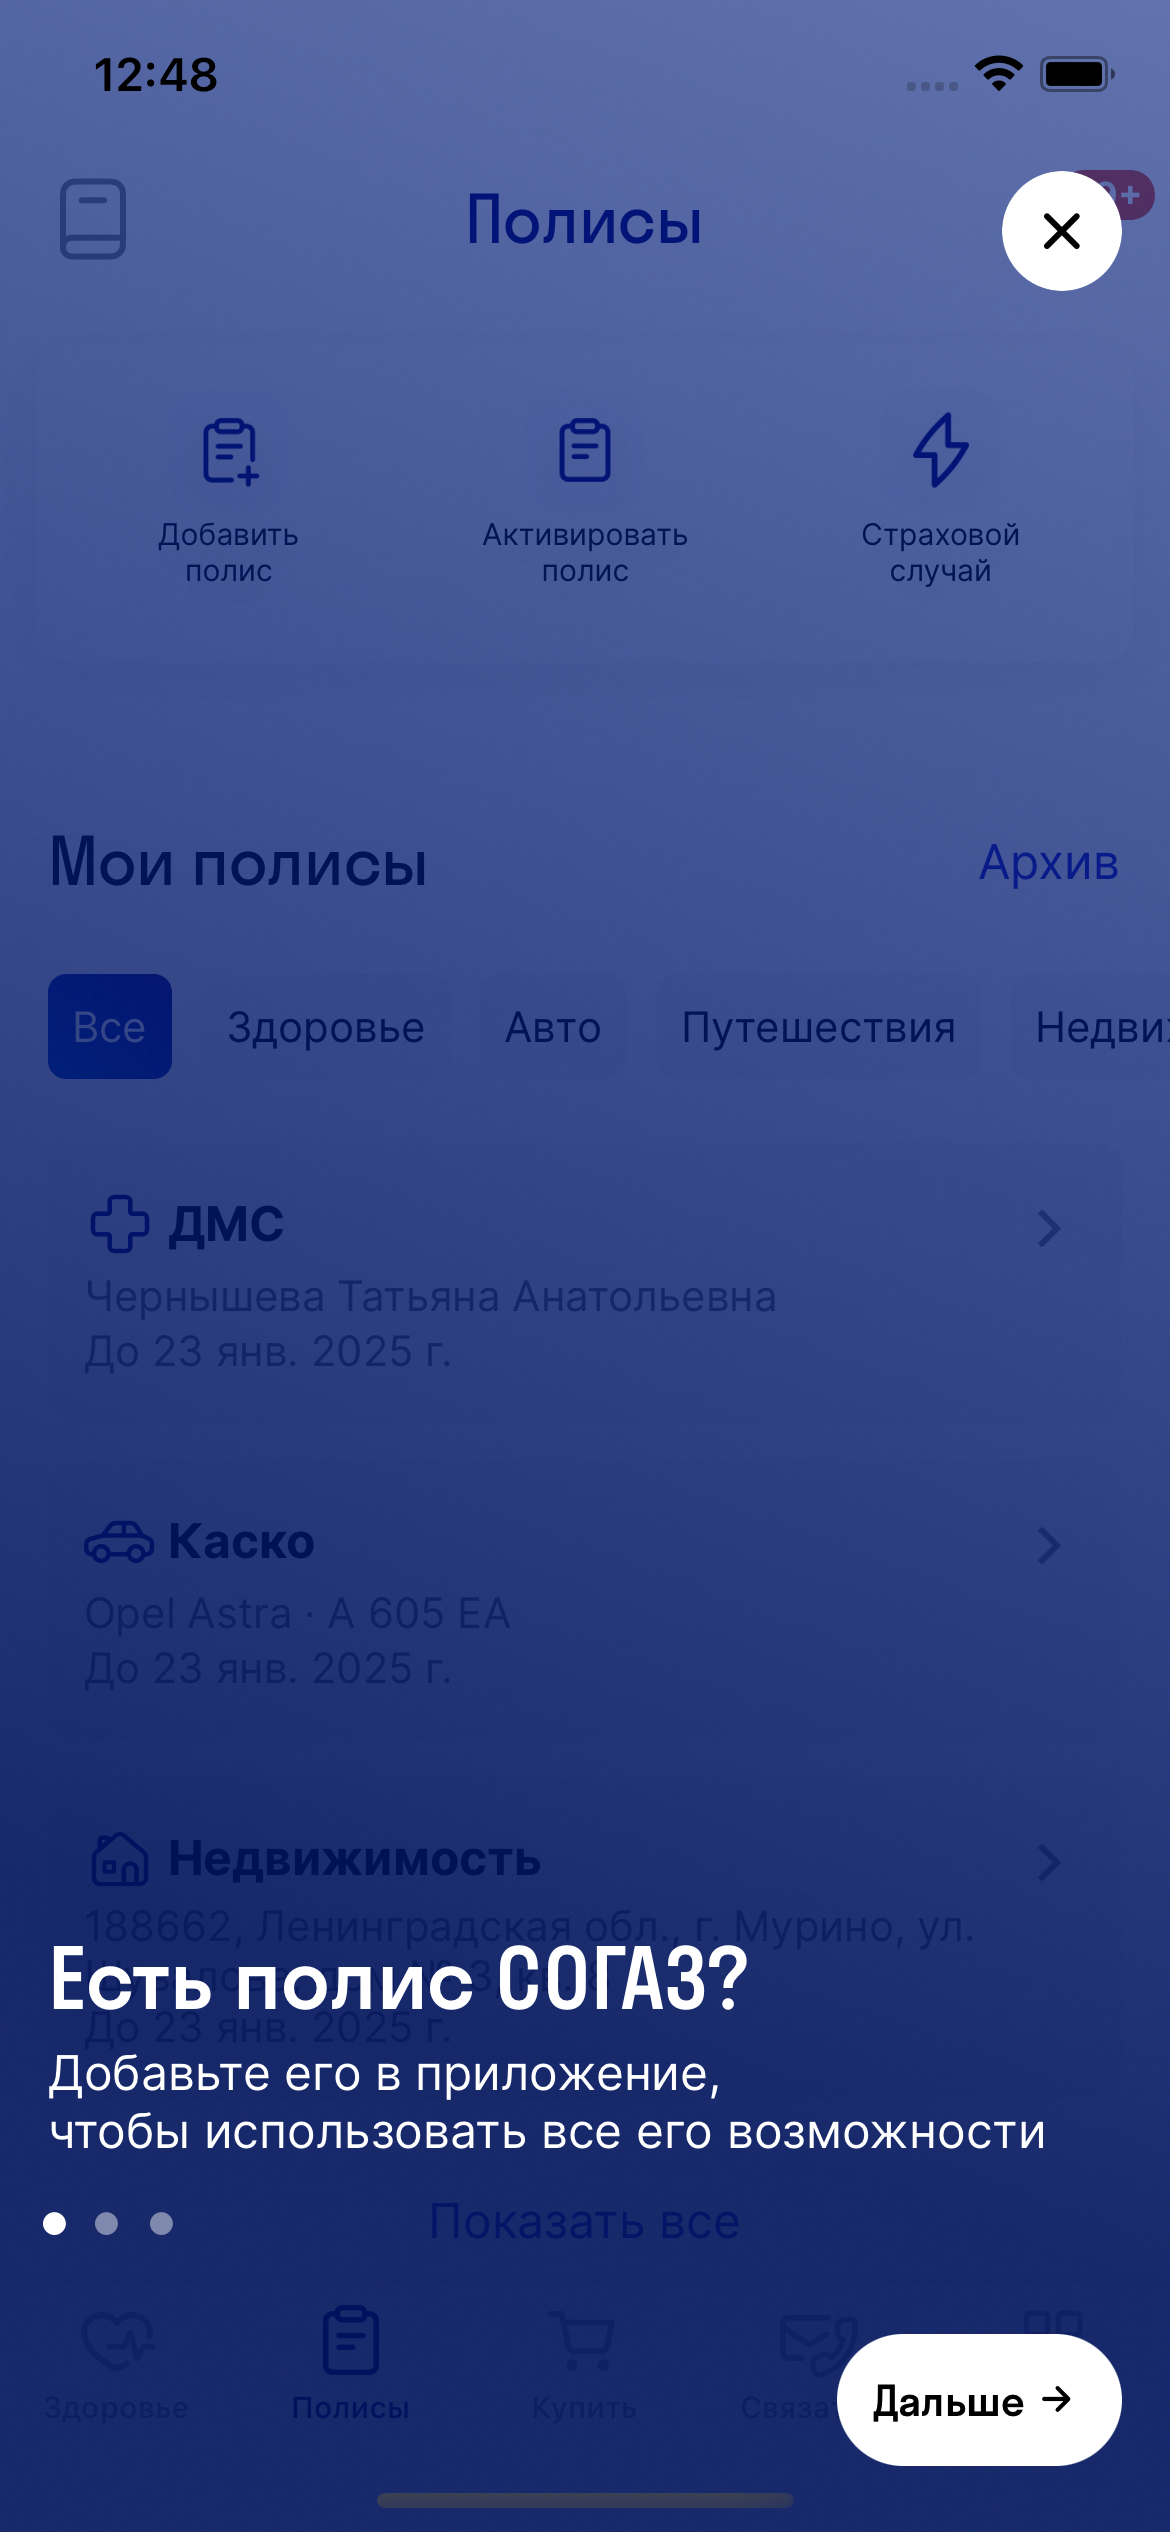 12:48
Полисы
9+
Добавить
полис
Активировать
полис
Страховой
случай
Мои полисы
Архив
Все
Здоровье
Авто
Путешествия
Недвиж
ДМС
Чернышева Татьяна Анатольевна
До 23 янв. 2025 г.
Каско
Opel Astra · А 605 ЕА
До 23 янв. 2025 г.
Недвижимость
188662, Ленинградская обл., г. Мурино, ул.
До 23 янв. 2025 г.
Есть полис СОГАЗ?
Добавьте его в приложение,
чтобы использовать все его возможности
Показать все
Здоровье
Полисы
Купить
Связа
Дальше →